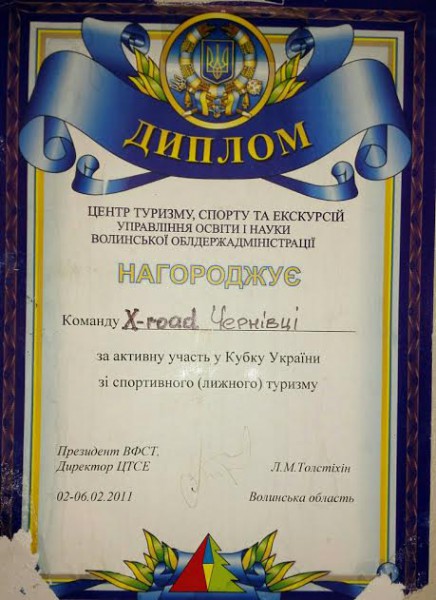 ДИПЛОМ
ЦЕНТР ТУРИЗМУ, СПОРТУ ТА ЕКСКУРСІЙ
УПРАВЛІННЯ ОСВІТИ І НАУКИ
ВОЛИНСЬКОЇ ОБЛДЕРЖАДМІНІСТРАЦІЇ
НАГОРОДЖУЄ
Команду X-road Чернівці
за активну участь у Кубку України
зі спортивного (лижного) туризму
Президент ВФСТ.
Директор ЦТСЕ Л.М.Толстіхін
02-06.02.2011 Волинська область